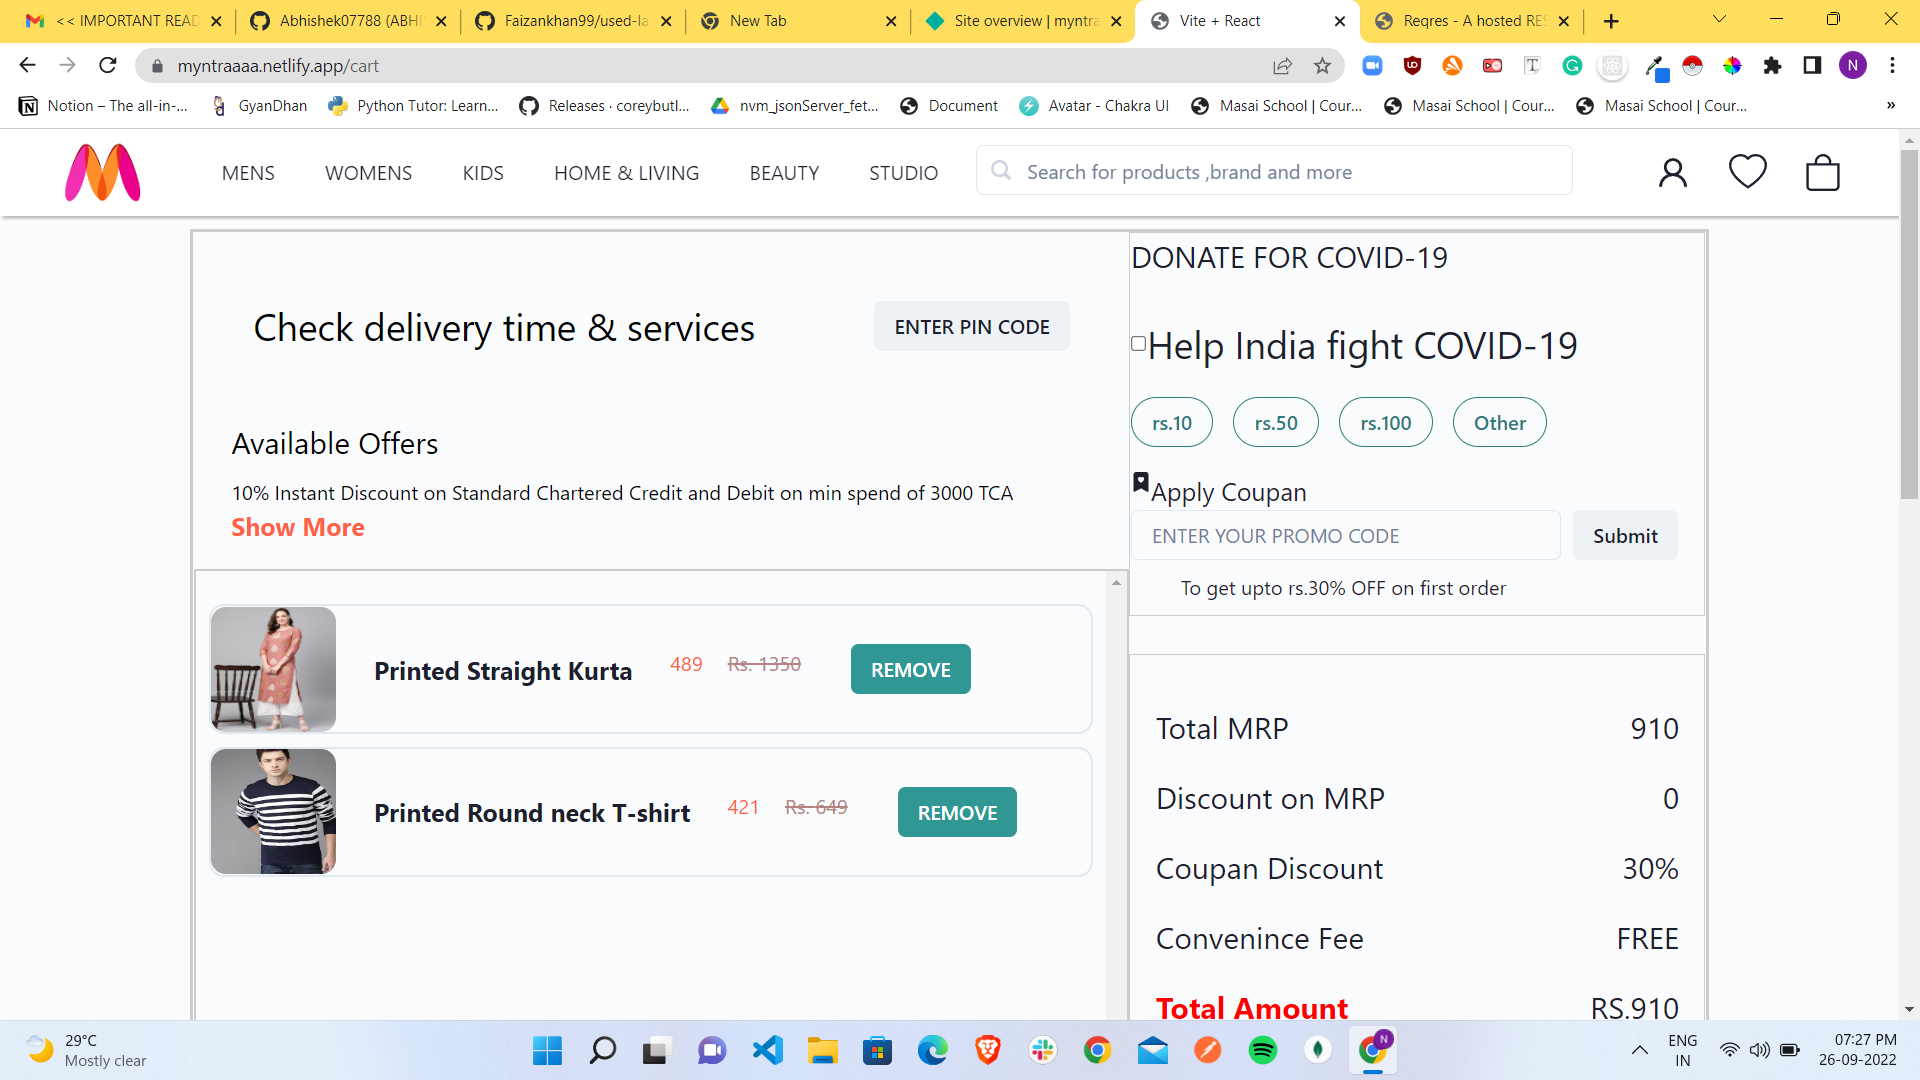 << IMPORTANT READ
Abhishek07788 (ABHI
Faizankhan99/used-la
New Tab
Site overview | myntra
Vite + React
Reqres - A hosted RES
myntraaaa.netlify.app/cart
N
Notion – The all-in-...
GyanDhan
Python Tutor: Learn...
Releases · coreybutl...
nvm_jsonServer_fet...
Document
Avatar - Chakra UI
Masai School | Cour...
Masai School | Cour...
Masai School | Cour...
»
MENS
WOMENS
KIDS
HOME & LIVING
BEAUTY
STUDIO
Search for products ,brand and more
Check delivery time & services
ENTER PIN CODE
Available Offers
10% Instant Discount on Standard Chartered Credit and Debit on min spend of 3000 TCA
Show More
Printed Straight Kurta
489
Rs. 1350
REMOVE
Printed Round neck T-shirt
421
Rs. 649
REMOVE
DONATE FOR COVID-19
Help India fight COVID-19
rs.10
rs.50
rs.100
Other
Apply Coupan
ENTER YOUR PROMO CODE
Submit
To get upto rs.30% OFF on first order
Total MRP
910
Discount on MRP
0
Coupan Discount
30%
Convenince Fee
FREE
Total Amount
RS.910
29°C
Mostly clear
N
ENG
IN
07:27 PM
26-09-2022